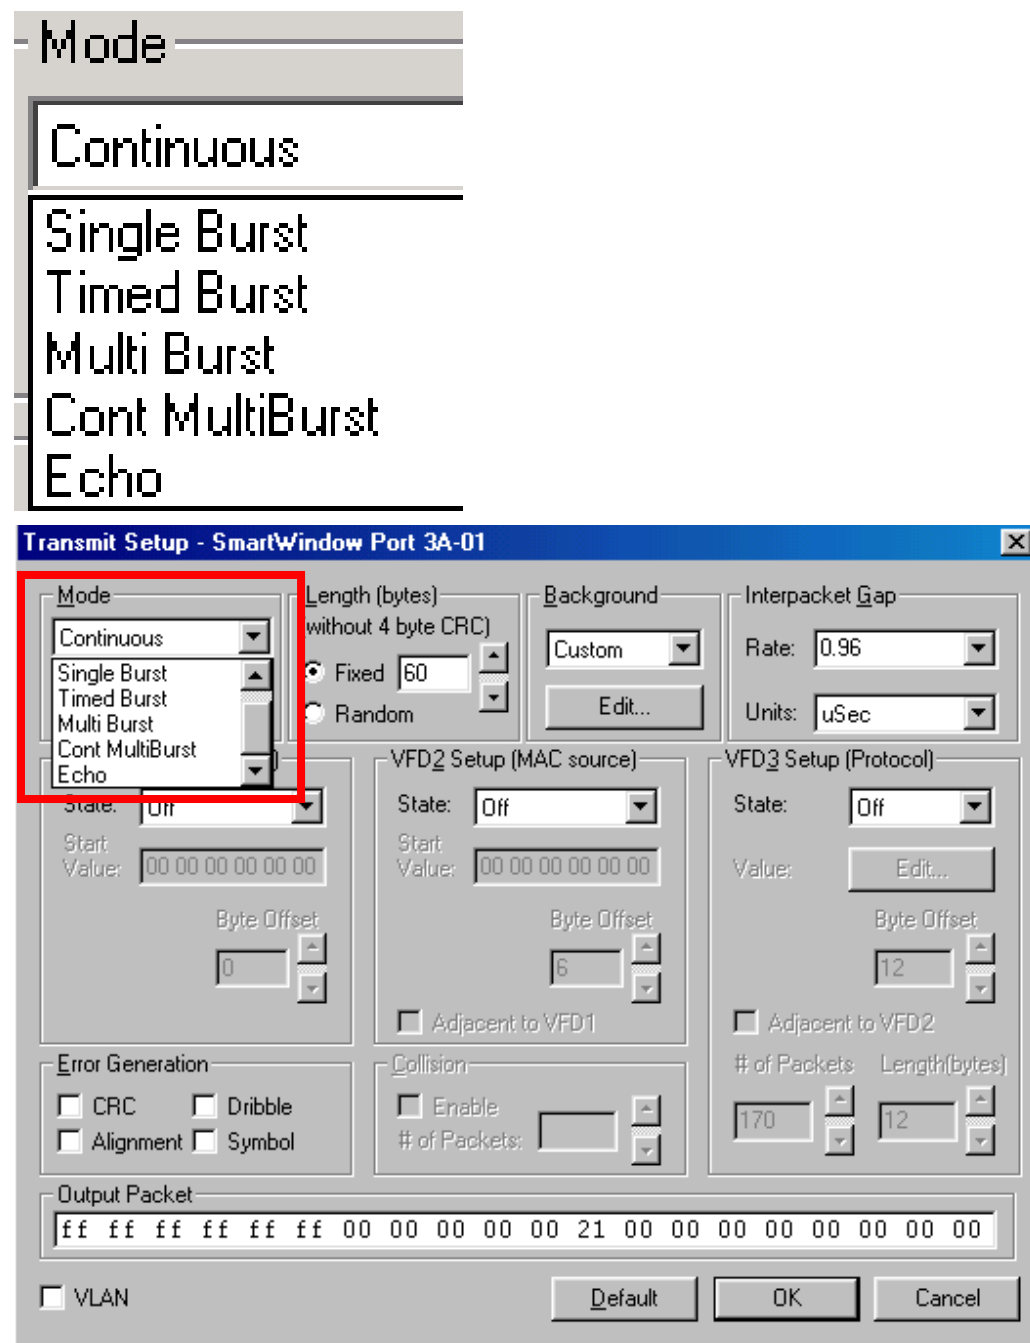 Mode
Continuous
Single Burst
Timed Burst
Multi Burst
Cont MultiBurst
Echo
Transmit Setup - SmartWindow Port 3A-01
Mode
Continuous
Single Burst
Timed Burst
Multi Burst
Cont MultiBurst
Echo
Length (bytes)
without 4 byte CRC)
Fixed 60
Random
Background
Custom
Edit...
Interpacket Gap
Rate: 0.96
Units: uSec
)
State: Off
Start
Value: 00 00 00 00 00 00
Byte Offset
0
VFD2 Setup (MAC source)
State: Off
Start
Value: 00 00 00 00 00 00
Byte Offset
6
Adjacent to VFD1
VFD3 Setup (Protocol)
State: Off
Value: Edit...
Byte Offset
12
Adjacent to VFD2
# of Packets Length(bytes)
170 12
Error Generation
CRC Dribble
Alignment Symbol
Collision
Enable
# of Packets:
Output Packet
ff ff ff ff ff ff 00 00 00 00 00 21 00 00 00 00 00 00 00 00
VLAN
Default OK Cancel